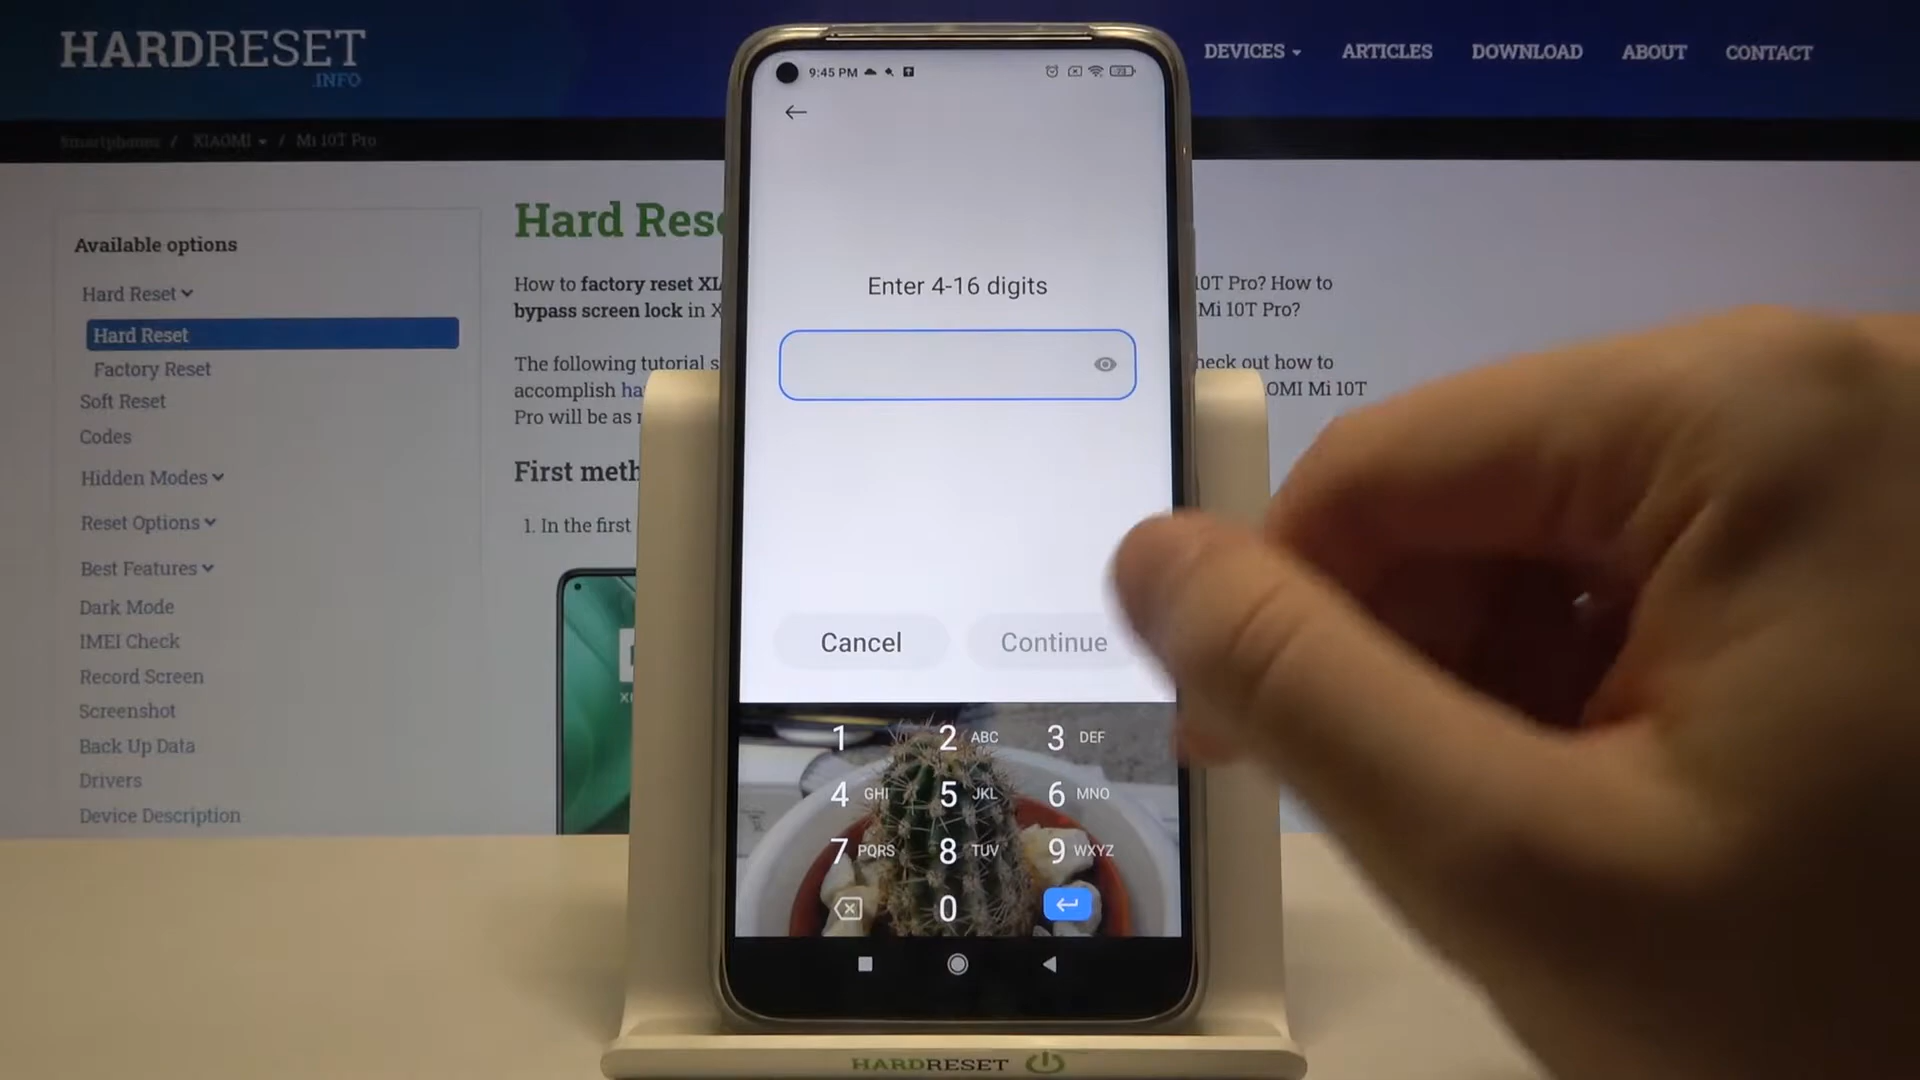 HARDRESET
.INFO
DEVICES
ARTICLES
DOWNLOAD
ABOUT
CONTACT
Smartphones / XIAOMI / Mi 10T Pro
Available options
Hard Reset
Hard Reset
Factory Reset
Soft Reset
Codes
Hidden Modes
Reset Options
Best Features
Dark Mode
IMEI Check
Record Screen
Screenshot
Back Up Data
Drivers
Device Description
Hard Res
How to factory reset XI
10T Pro? How to
bypass screen lock in X
Mi 10T Pro?
The following tutorial s
heck out how to
accomplish ha
OMI Mi 10T
Pro will be as
First meth
1. In the first
9:45 PM
Enter 4-16 digits
Cancel
Continue
1
2 ABC
3 DEF
4 GHI
5 JKL
6 MNO
7 PQRS
8 TUV
9 WXYZ
0
HARDRESET